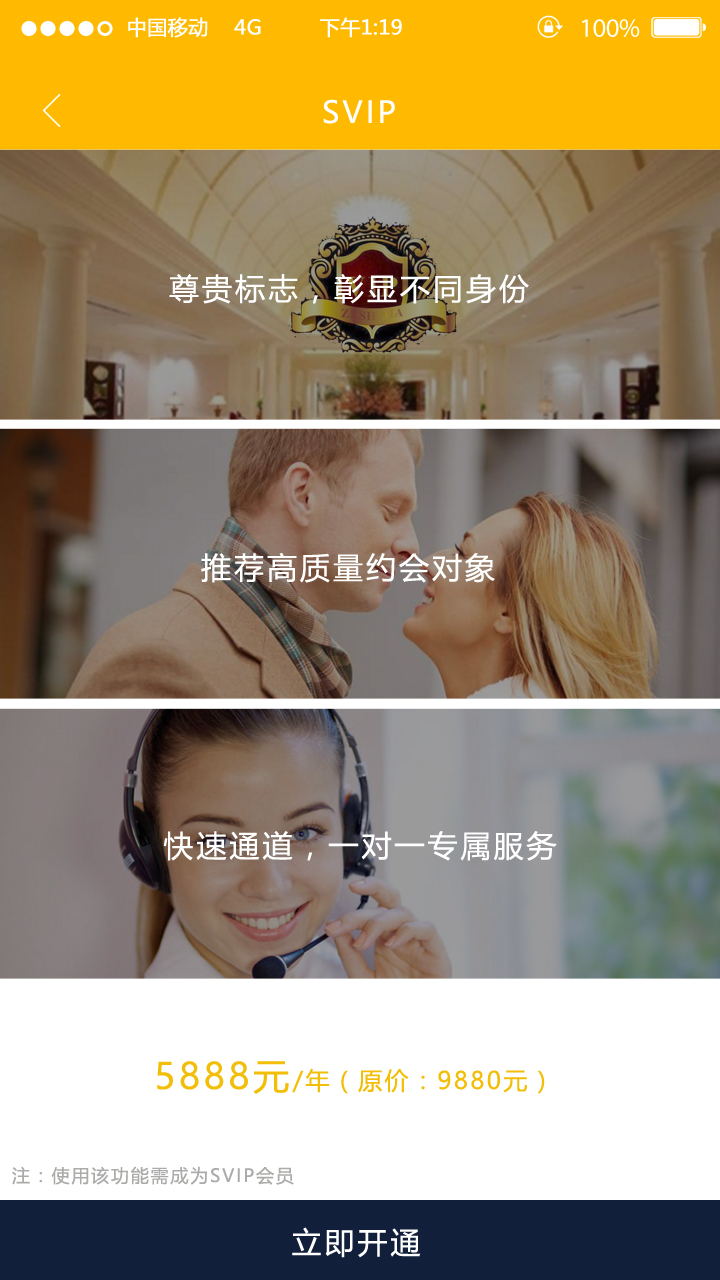 中国移动 4G 下午1:19 100%
SVIP
尊贵标志，彰显不同身份
推荐高质量约会对象
快速通道，一对一专属服务
5888元/年（原价：9880元）
注：使用该功能需成为SVIP会员
立即开通